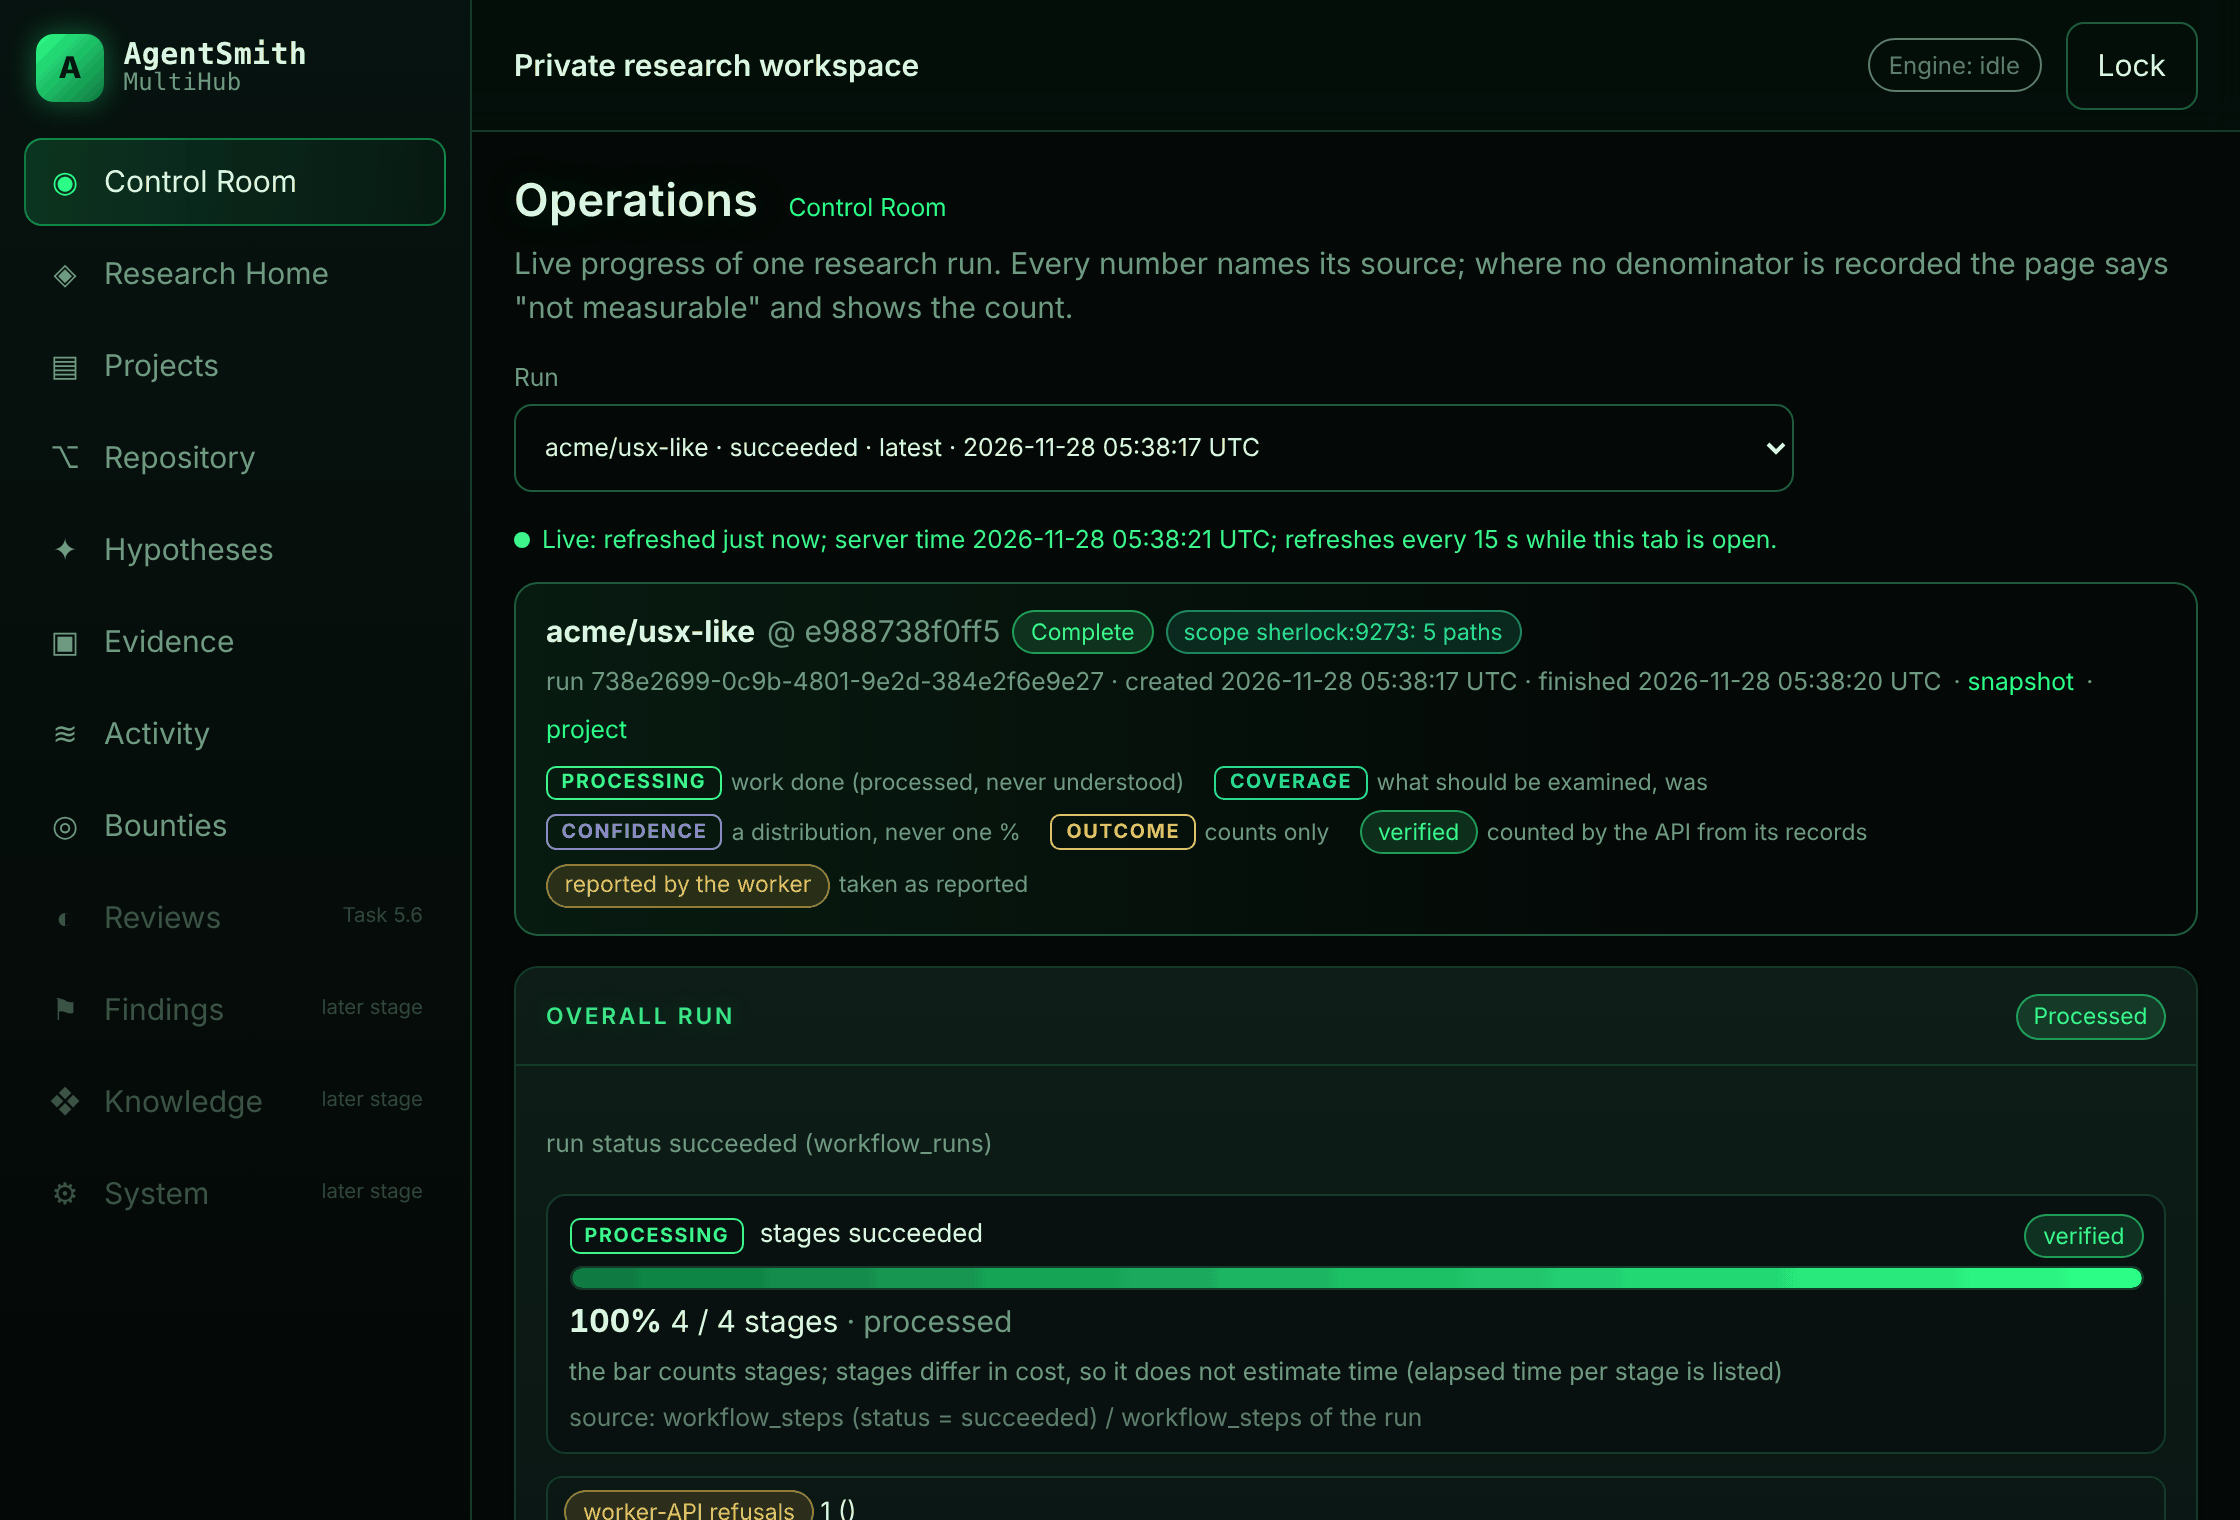 A
AgentSmith
MultiHub
Control Room
Research Home
Projects
Repository
Hypotheses
Evidence
Activity
Bounties
Reviews Task 5.6
Findings later stage
Knowledge later stage
System later stage
Private research workspace
Engine: idle
Lock
Operations Control Room
Live progress of one research run. Every number names its source; where no denominator is recorded the page says
"not measurable" and shows the count.
Run
acme/usx-like · succeeded · latest · 2026-11-28 05:38:17 UTC
Live: refreshed just now; server time 2026-11-28 05:38:21 UTC; refreshes every 15 s while this tab is open.
acme/usx-like @ e988738f0ff5 Complete scope sherlock:9273: 5 paths
run 738e2699-0c9b-4801-9e2d-384e2f6e9e27 · created 2026-11-28 05:38:17 UTC · finished 2026-11-28 05:38:20 UTC · snapshot ·
project
PROCESSING work done (processed, never understood) COVERAGE what should be examined, was
CONFIDENCE a distribution, never one % OUTCOME counts only verified counted by the API from its records
reported by the worker taken as reported
OVERALL RUN Processed
run status succeeded (workflow_runs)
PROCESSING stages succeeded verified
100% 4 / 4 stages · processed
the bar counts stages; stages differ in cost, so it does not estimate time (elapsed time per stage is listed)
source: workflow_steps (status = succeeded) / workflow_steps of the run
worker-API refusals 1 ()